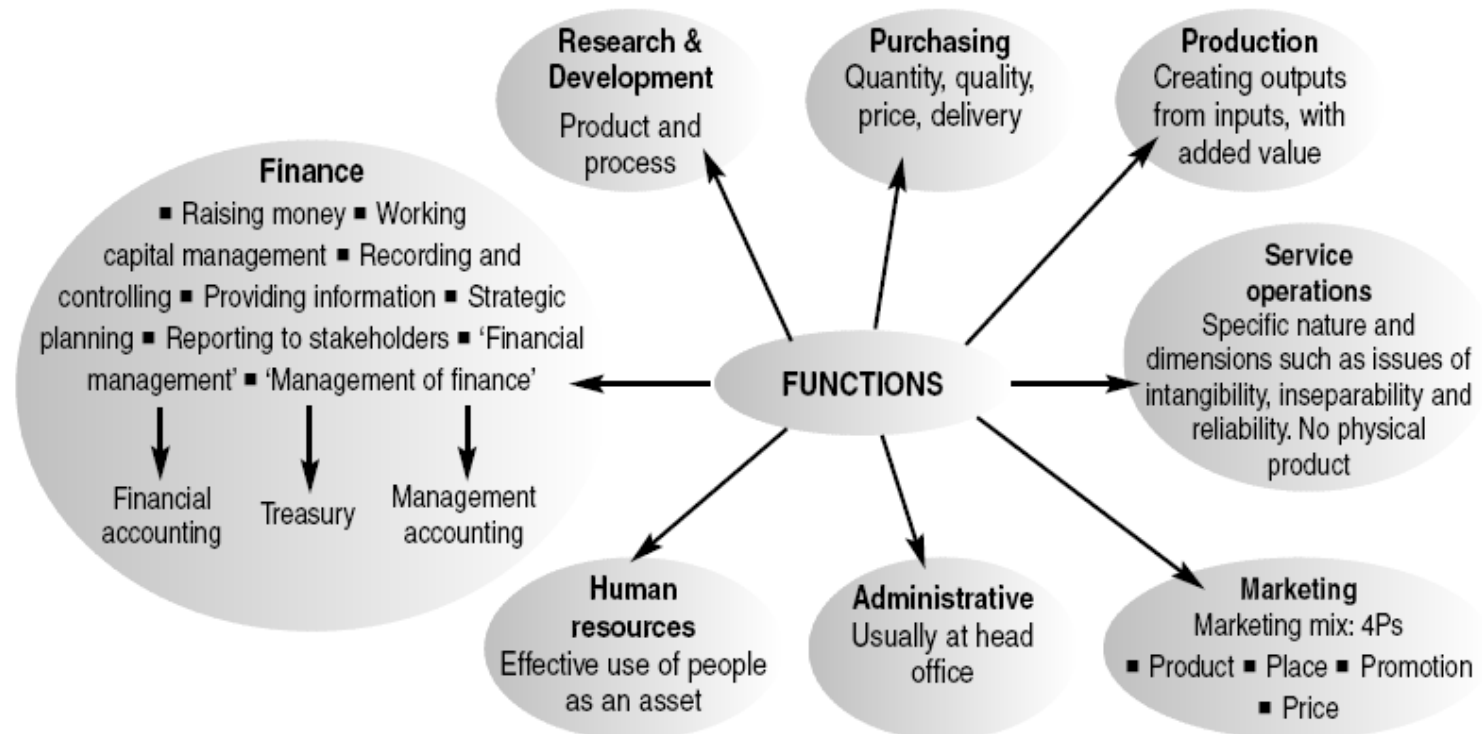 Research &
Development
Product and
process
Purchasing
Quantity, quality,
price, delivery
Production
Creating outputs
from inputs, with
added value
Finance
■ Raising money ■ Working
capital management ■ Recording and
controlling ■ Providing information ■ Strategic
planning ■ Reporting to stakeholders ■ ‘Financial
management’ ■ ‘Management of finance’
Financial
accounting
Treasury
Management
accounting
FUNCTIONS
Service
operations
Specific nature and
dimensions such as issues of
intangibility, inseparability and
reliability. No physical
product
Human
resources
Effective use of people
as an asset
Administrative
Usually at head
office
Marketing
Marketing mix: 4Ps
■ Product ■ Place ■ Promotion
■ Price